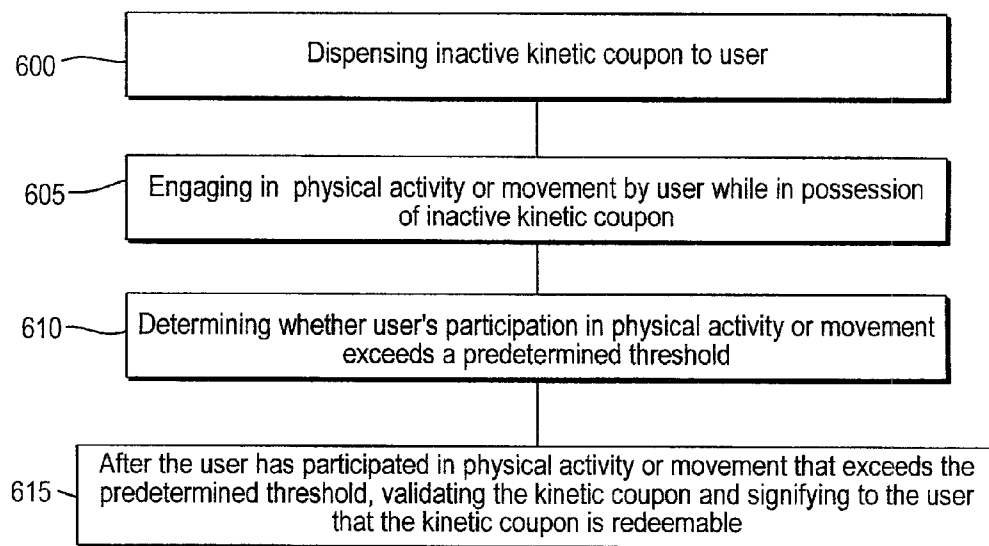 600
Dispensing inactive kinetic coupon to user
605
Engaging in physical activity or movement by user while in possession
of inactive kinetic coupon
610
Determining whether user's participation in physical activity or movement
exceeds a predetermined threshold
615
After the user has participated in physical activity or movement that exceeds the
predetermined threshold, validating the kinetic coupon and signifying to the user
that the kinetic coupon is redeemable